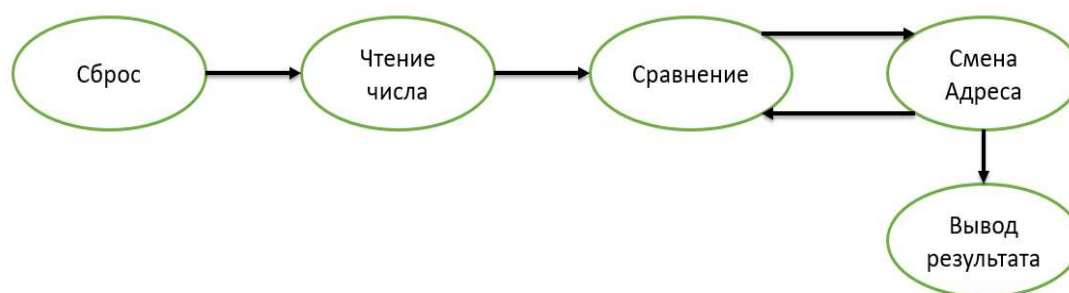 Сброс
Чтение
числа
Сравнение
Смена
Адреса
Вывод
результата